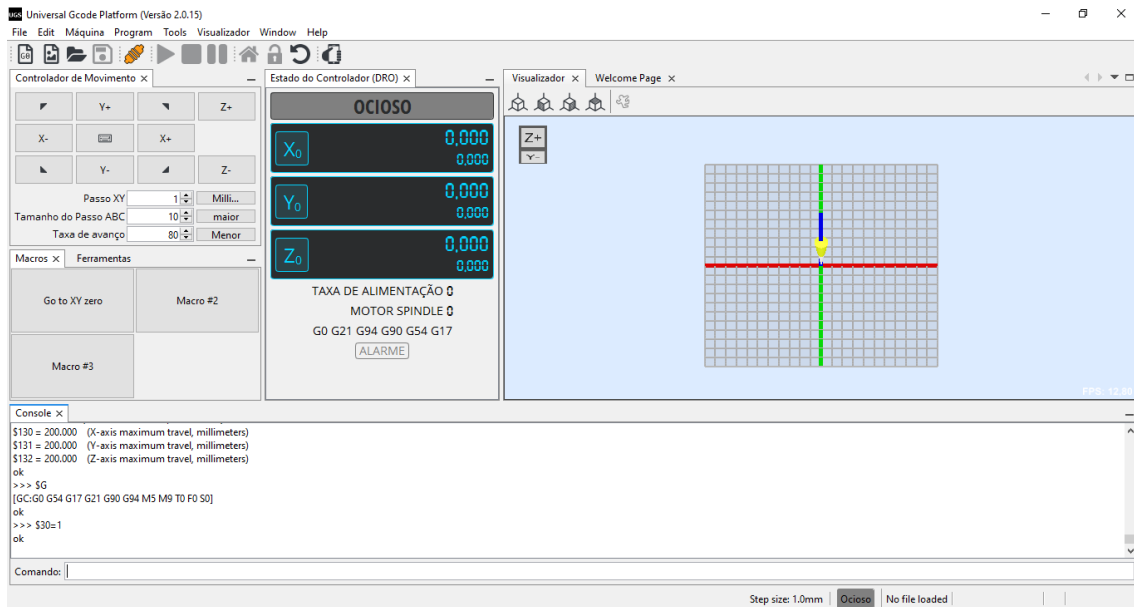 UGS Universal Gcode Platform (Versão 2.0.15)
File Edit Máquina Program Tools Visualizador Window Help
Controlador de Movimento
Y+
Z+
X-
X+
Y-
Z-
Passo XY 1 Milli...
Tamanho do Passo ABC 10 maior
Taxa de avanço 80 Menor
Macros Ferramentas
Go to XY zero Macro #2
Macro #3
Estado do Controlador (DRO)
OCIOSO
X0 0,000
0,000
Y0 0,000
0,000
Z0 0,000
0,000
TAXA DE ALIMENTAÇÃO 0
MOTOR SPINDLE 0
G0 G21 G94 G90 G54 G17
ALARME
Visualizador Welcome Page
Z+
Y-
FPS: 12,90
Console
$130 = 200.000 (X-axis maximum travel, millimeters)
$131 = 200.000 (Y-axis maximum travel, millimeters)
$132 = 200.000 (Z-axis maximum travel, millimeters)
ok
>>> $G
[GC:G0 G54 G17 G21 G90 G94 M5 M9 T0 F0 S0]
ok
>>> $30=1
ok
Comando:
Step size: 1.0mm Ocioso No file loaded